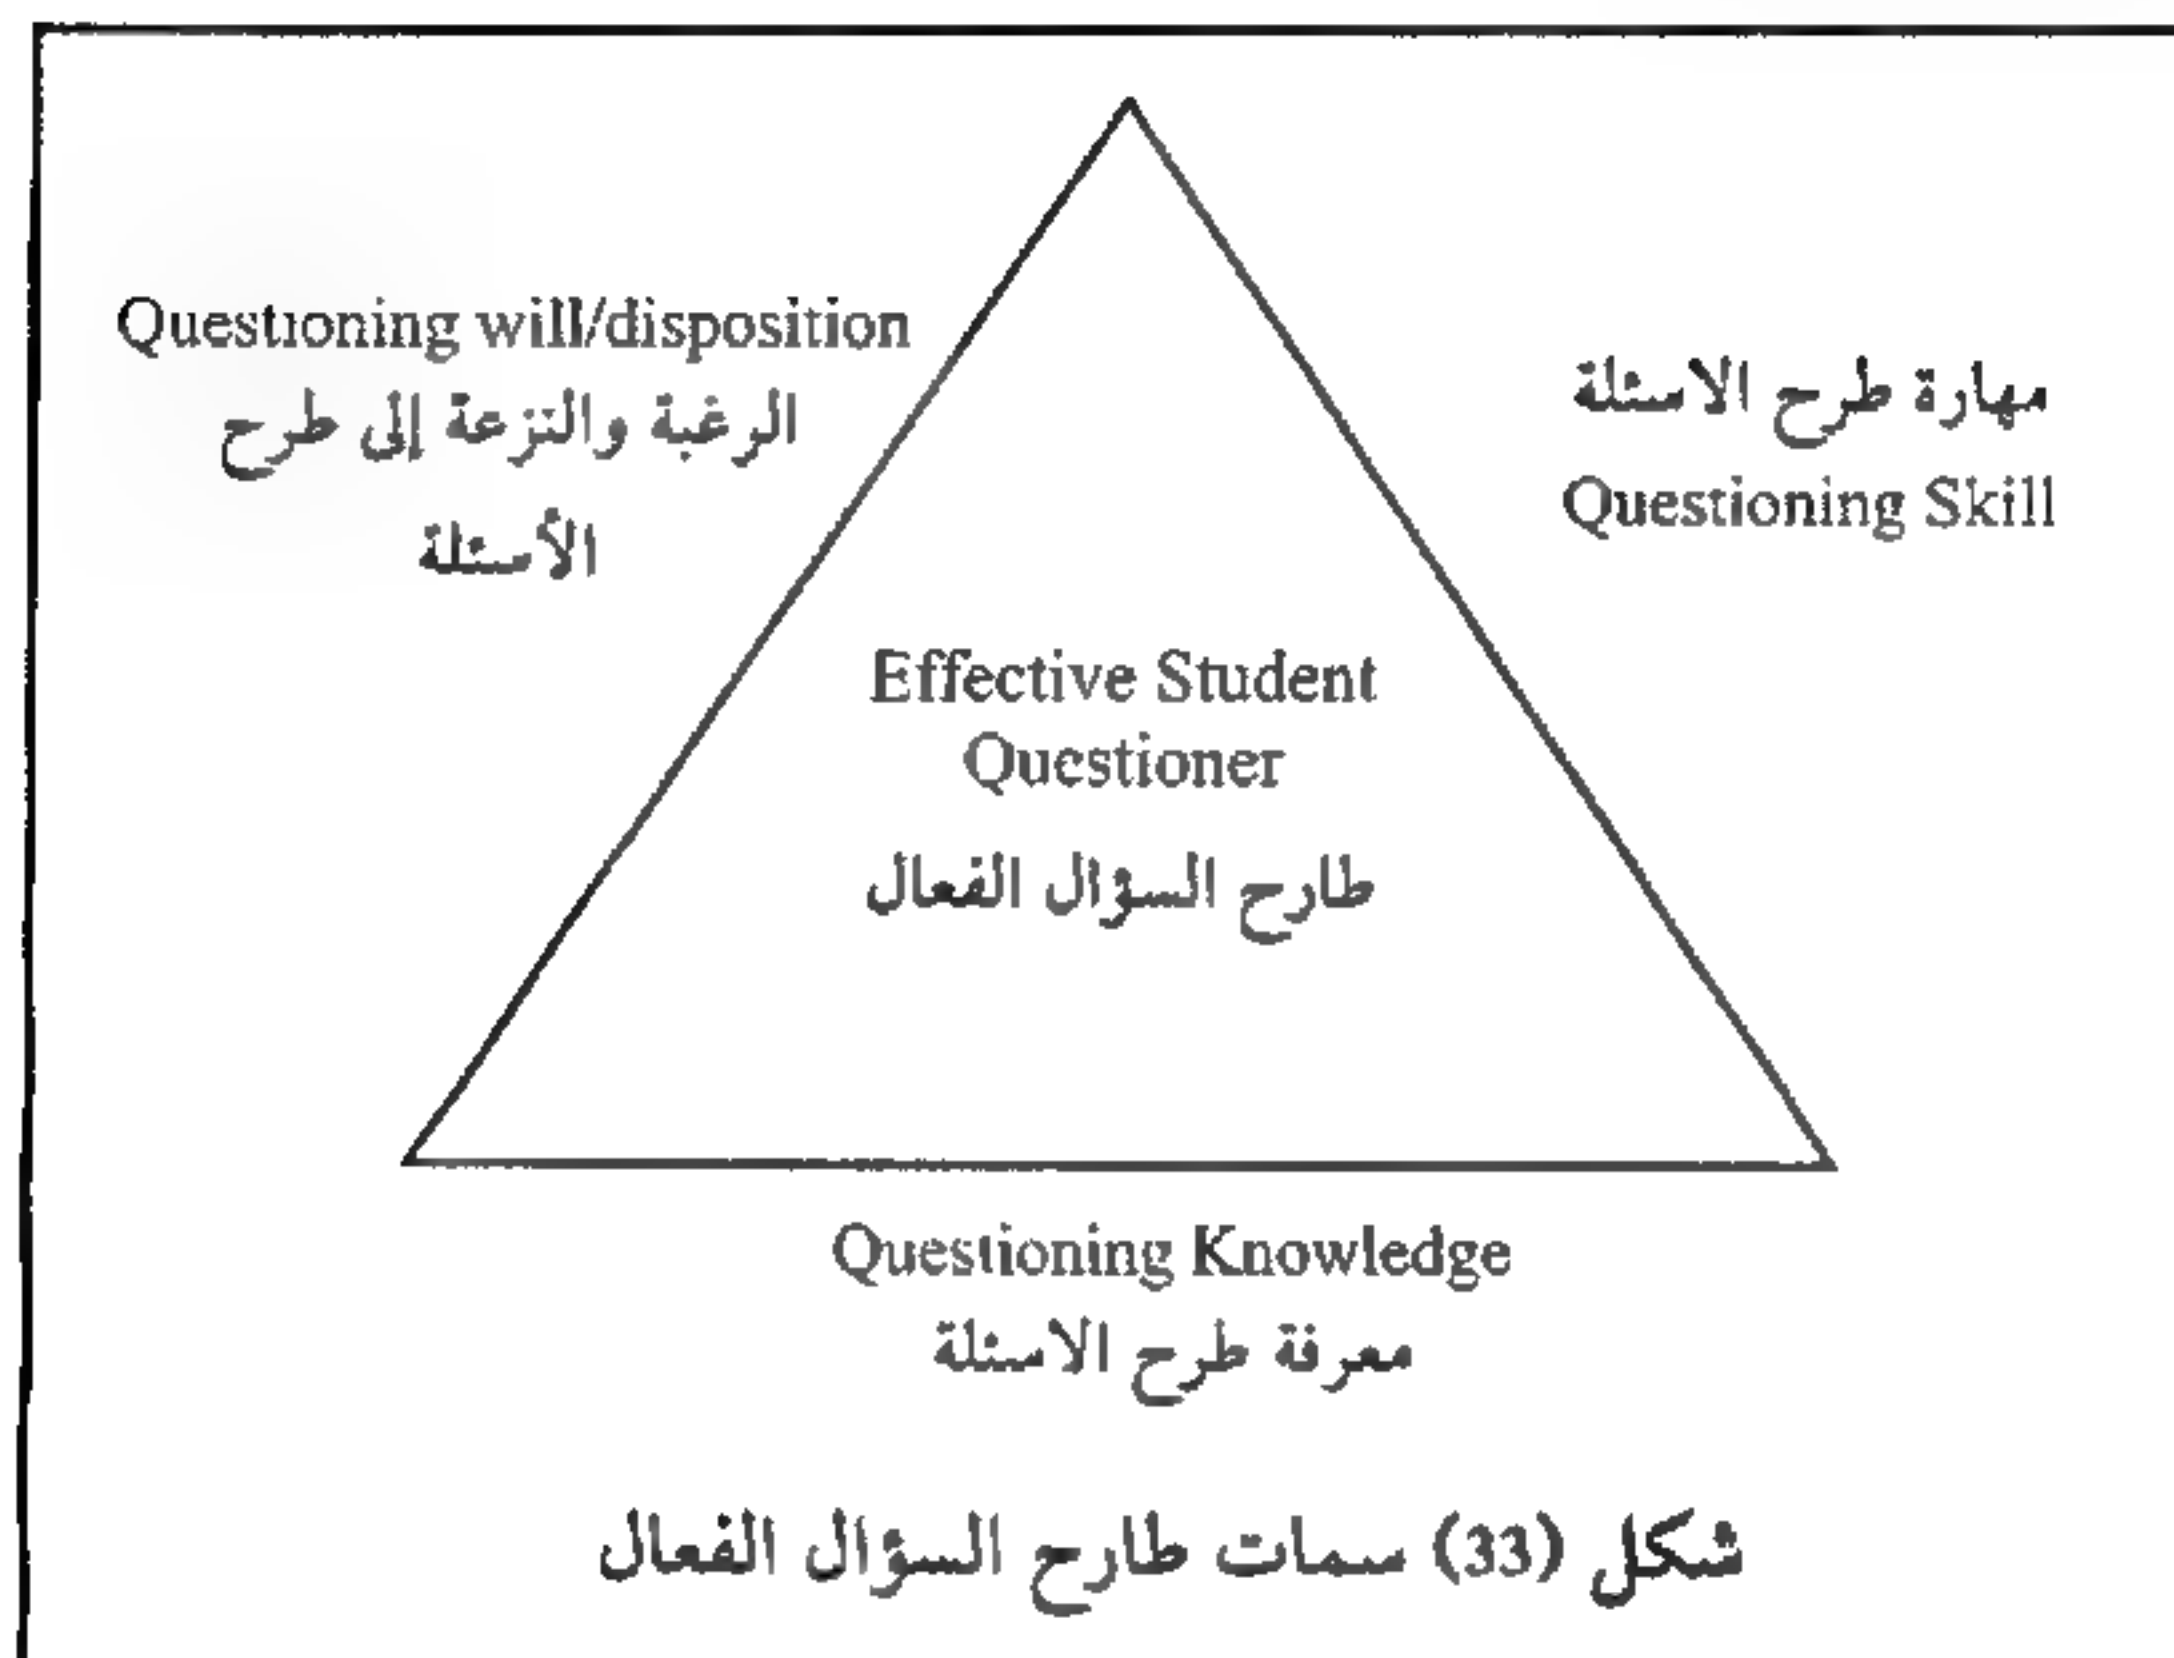 Questioning will/disposition
الرغبة والنزعة إلى طرح
الأسئلة
مهارة طرح الاسئلة
Questioning Skill
Effective Student
Questioner
طارح السؤال الفعال
Questioning Knowledge
معرفة طرح الاسئلة
شكل (33) سمات طارح السؤال الفعال